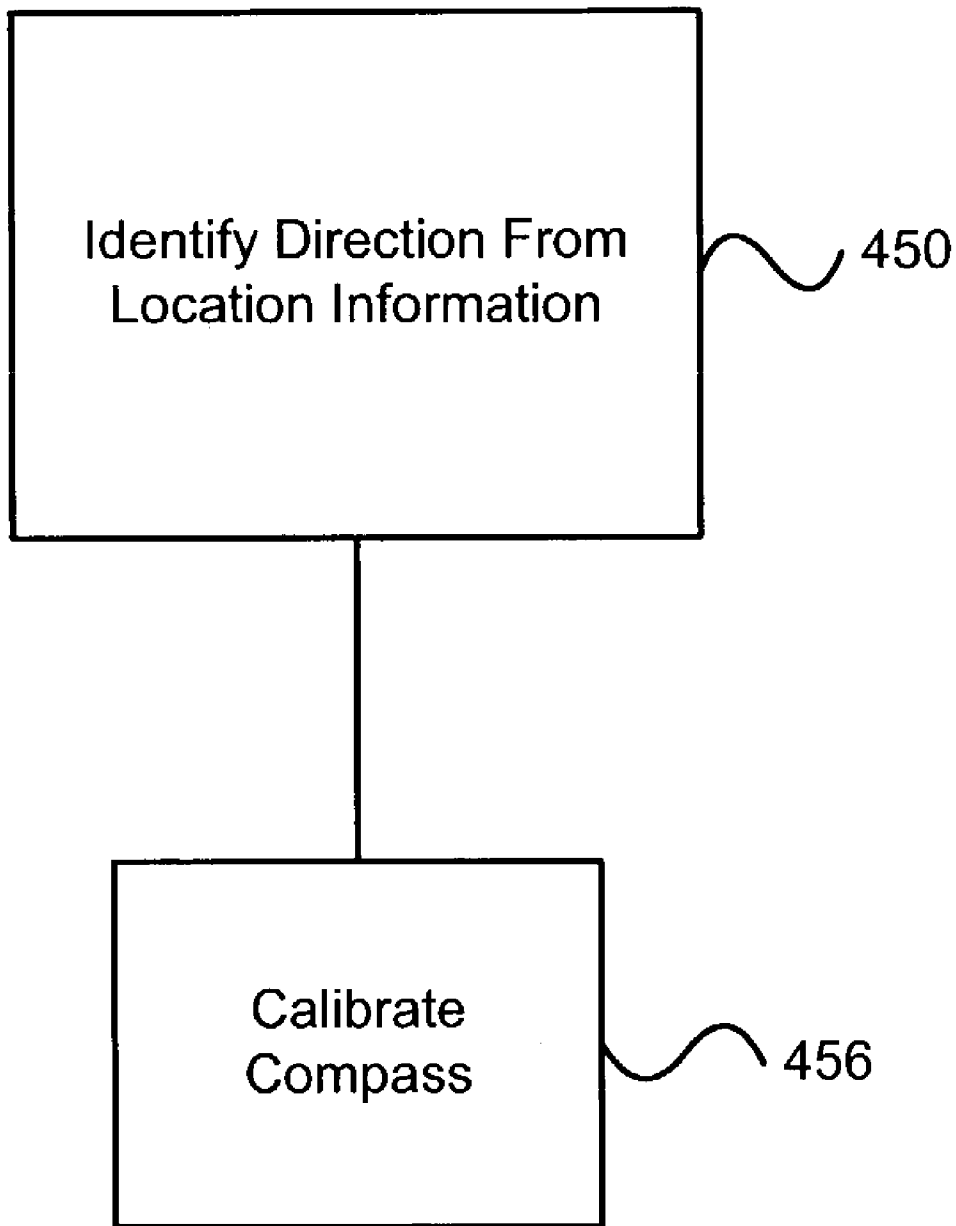 Identify Direction From
Location Information
450
Calibrate
Compass
456